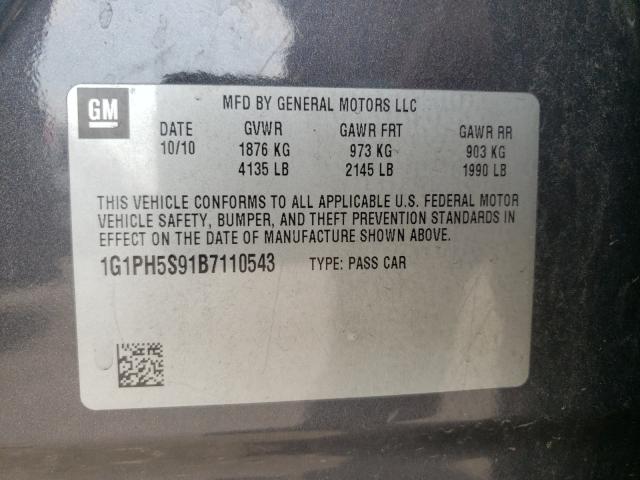 GM
MFD BY GENERAL MOTORS LLC
DATE GVWR GAWR FRT GAWR RR
10/10 1876 KG 973 KG 903 KG
4135 LB 2145 LB 1990 LB
THIS VEHICLE CONFORMS TO ALL APPLICABLE U.S. FEDERAL MOTOR
VEHICLE SAFETY, BUMPER, AND THEFT PREVENTION STANDARDS IN
EFFECT ON THE DATE OF MANUFACTURE SHOWN ABOVE.
1G1PH5S91B7110543 TYPE: PASS CAR